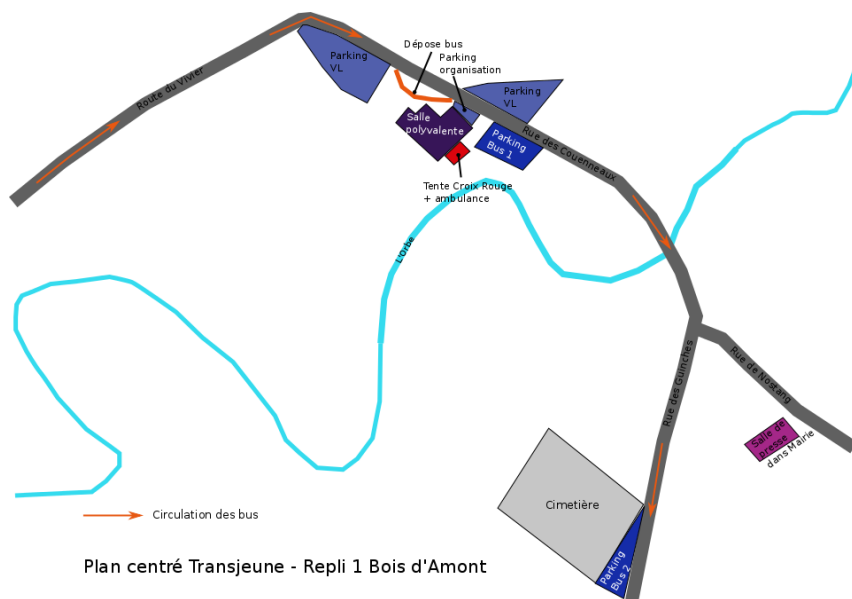 Dépose bus
Parking
organisation
Parking
VL
Route du Vivier
Parking
VL
Salle
polyvalente
Parking
Bus 1
Rue des Couenneaux
Tente Croix Rouge
+ ambulance
L'Orbe
Rue des Guinches
Rue de Nostang
Salle de
presse
dans Mairie
Cimetière
Circulation des bus
Parking
Bus 2
Plan centré Transjeune - Repli 1 Bois d'Amont